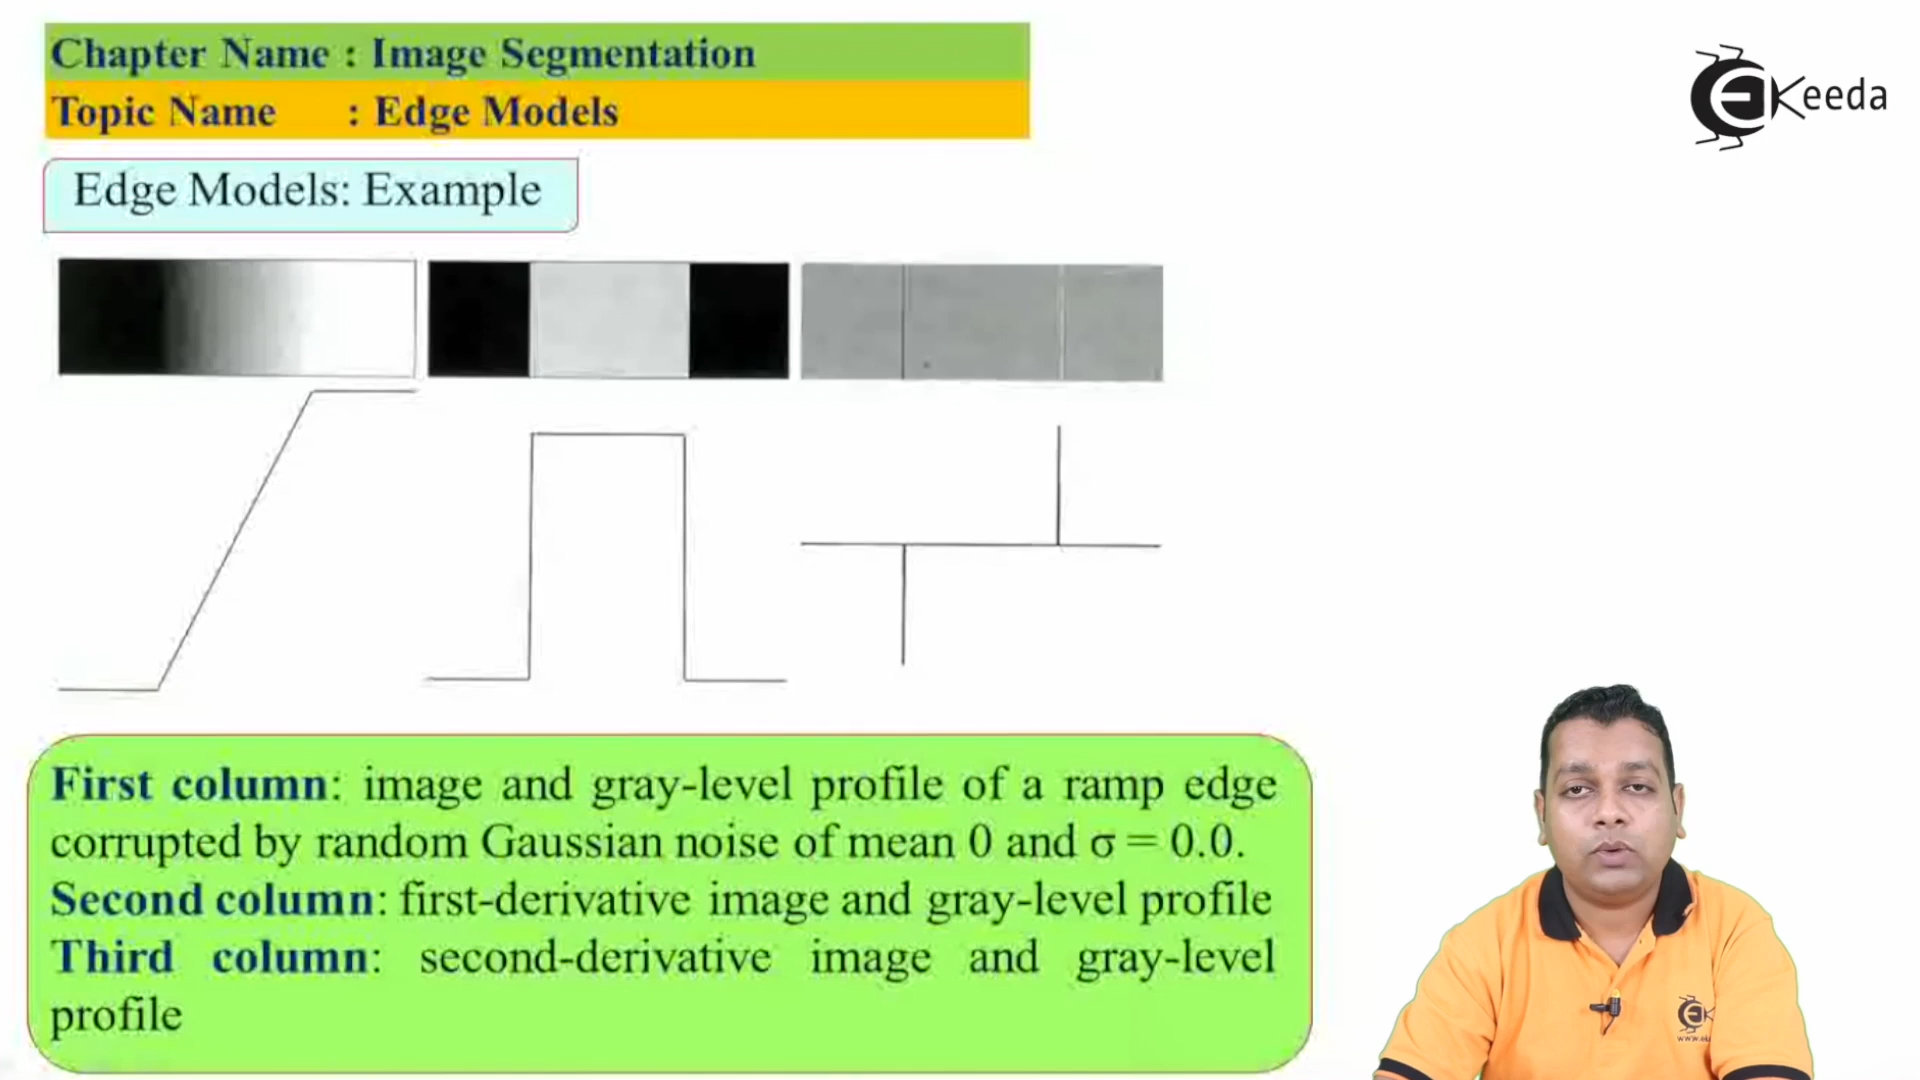 Chapter Name : Image Segmentation
Topic Name : Edge Models
Keeda
Edge Models: Example
First column: image and gray-level profile of a ramp edge
corrupted by random Gaussian noise of mean 0 and σ = 0.0.
Second column: first-derivative image and gray-level profile
Third column: second-derivative image and gray-level
profile